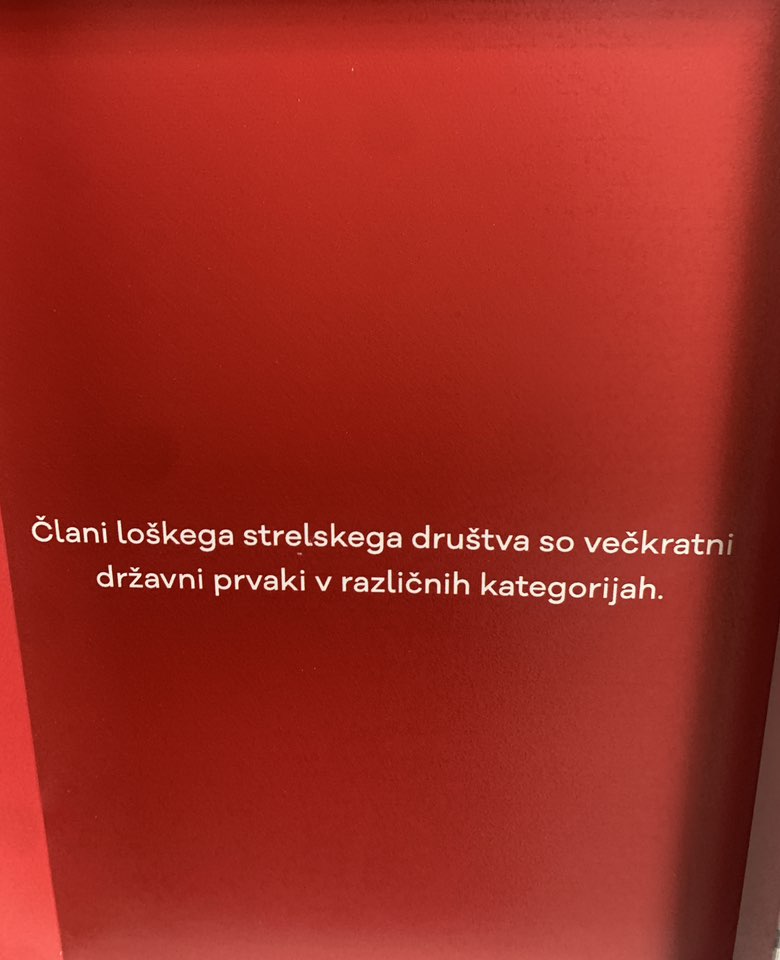 Člani loškega strelskega društva so večkratni
državni prvaki v različnih kategorijah.